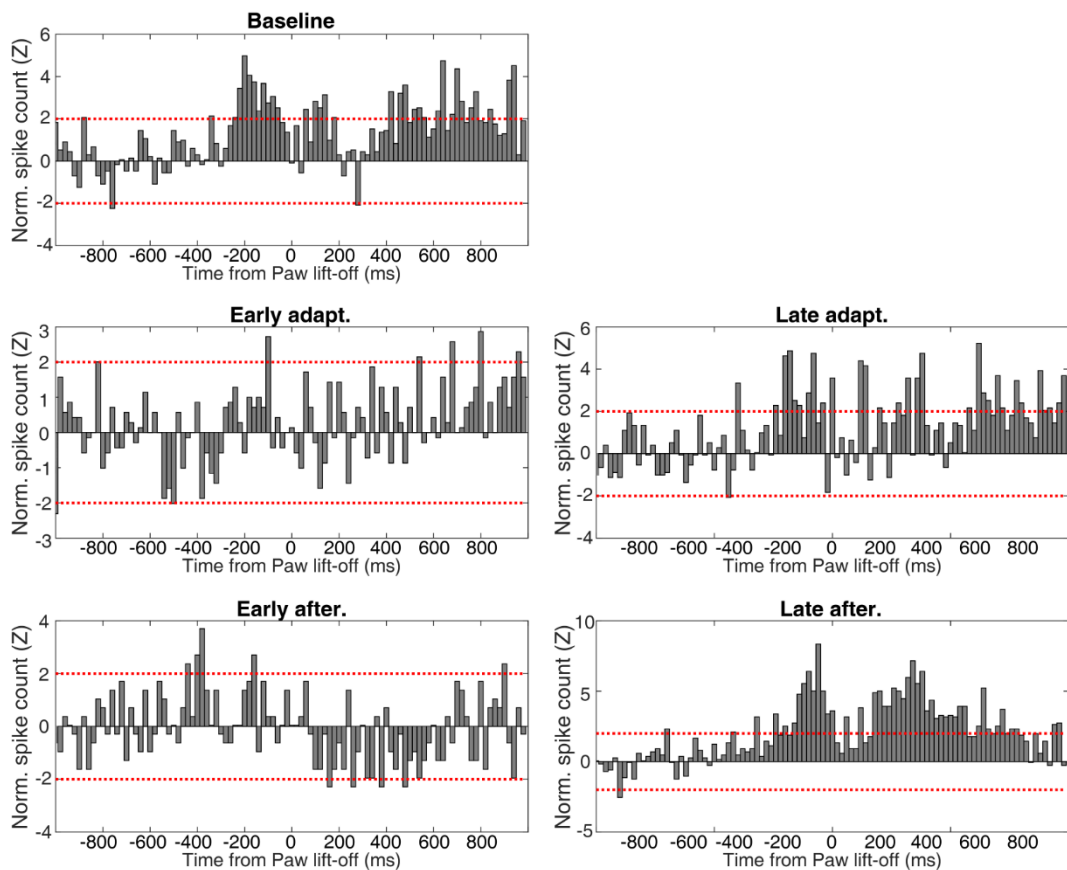 Baseline
Norm. spike count (Z)
6
4
2
0
-2
-4
-800 -600 -400 -200 0 200 400 600 800
Time from Paw lift-off (ms)
Early adapt.
Norm. spike count (Z)
3
2
1
0
-1
-2
-3
-800 -600 -400 -200 0 200 400 600 800
Time from Paw lift-off (ms)
Late adapt.
Norm. spike count (Z)
6
4
2
0
-2
-4
-800 -600 -400 -200 0 200 400 600 800
Time from Paw lift-off (ms)
Early after.
Norm. spike count (Z)
4
2
0
-2
-4
-800 -600 -400 -200 0 200 400 600 800
Time from Paw lift-off (ms)
Late after.
Norm. spike count (Z)
10
5
0
-5
-800 -600 -400 -200 0 200 400 600 800
Time from Paw lift-off (ms)